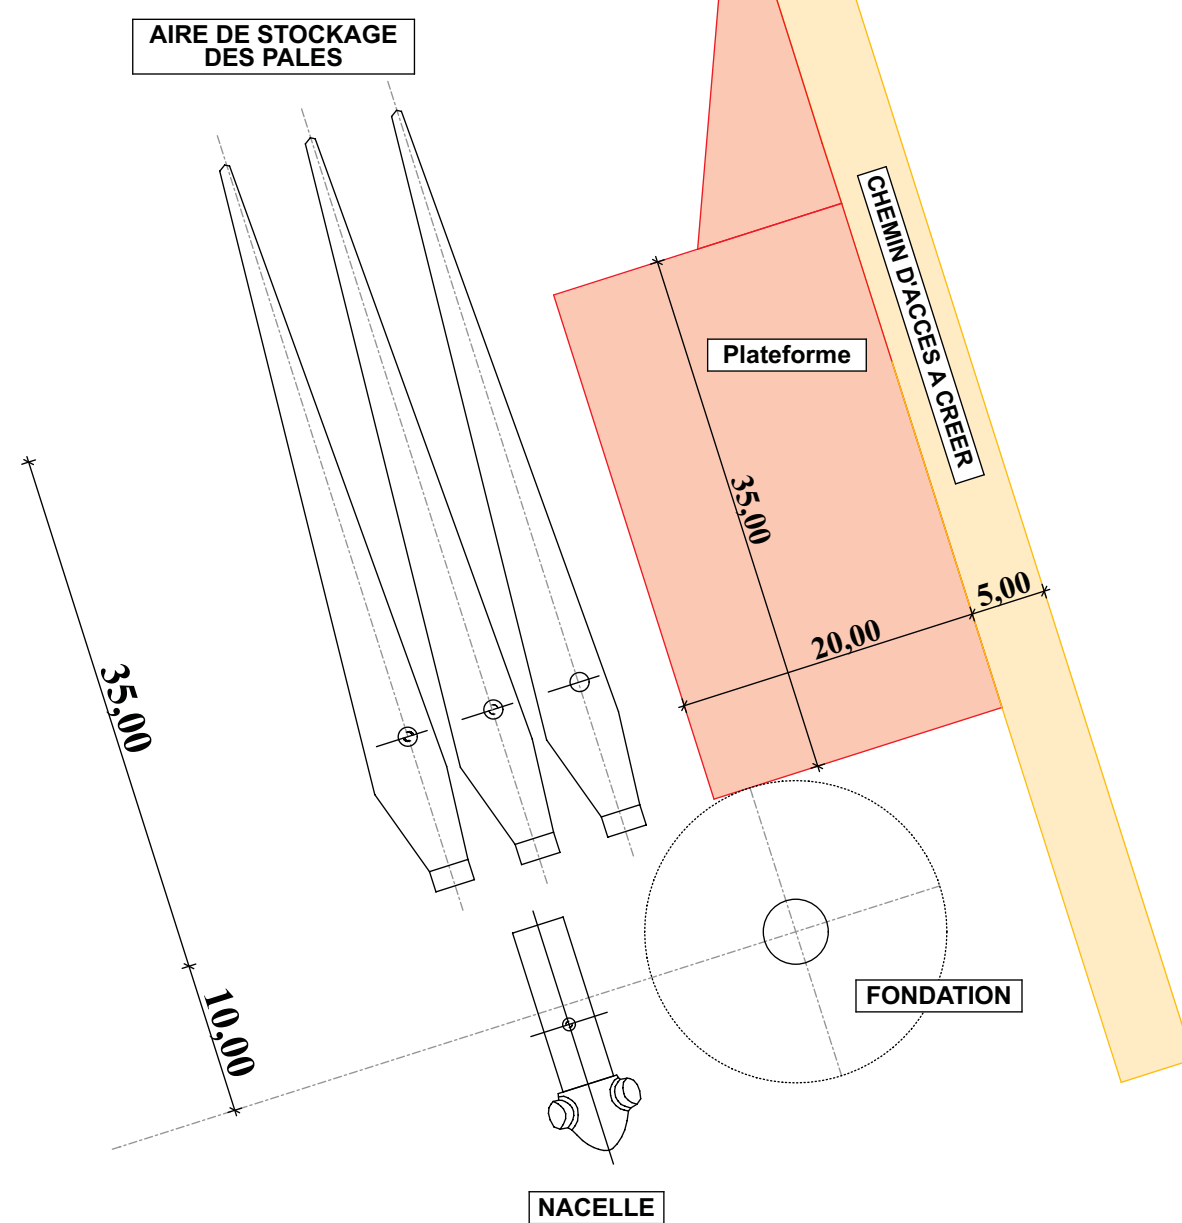 AIRE DE STOCKAGE
DES PALES
CHEMIN D'ACCES A CREER
Plateforme
35,00
5,00
20,00
35,00
10,00
FONDATION
NACELLE